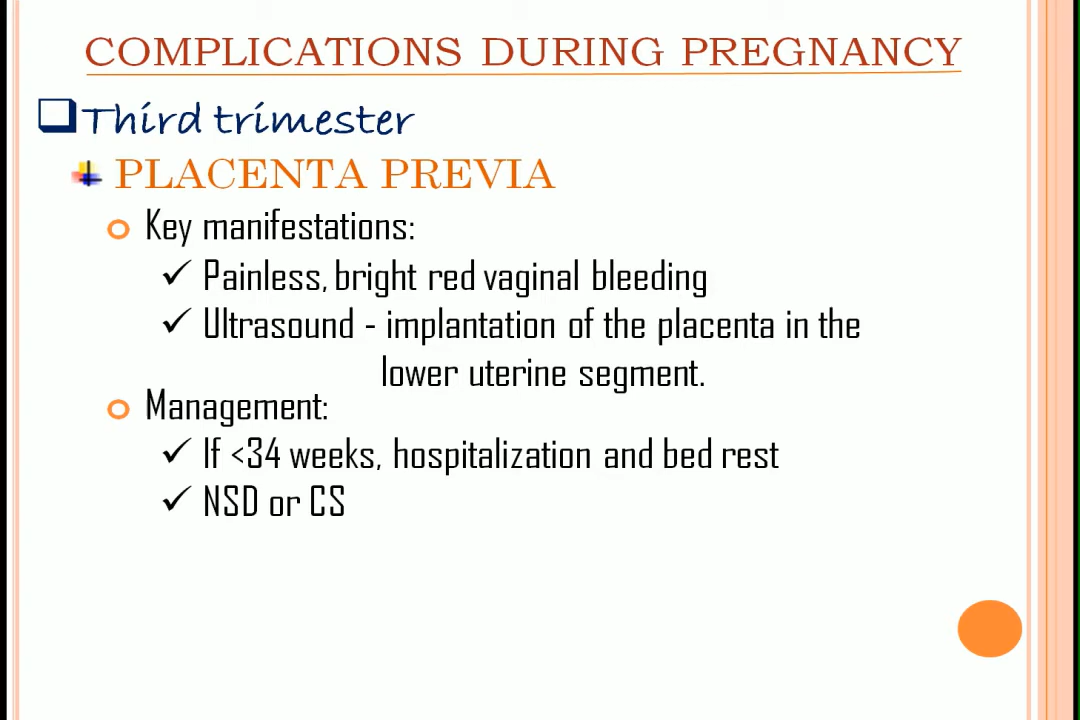 COMPLICATIONS DURING PREGNANCY
Third trimester
PLACENTA PREVIA
Key manifestations:
Painless, bright red vaginal bleeding
Ultrasound - implantation of the placenta in the
lower uterine segment.
Management:
If <34 weeks, hospitalization and bed rest
NSD or CS